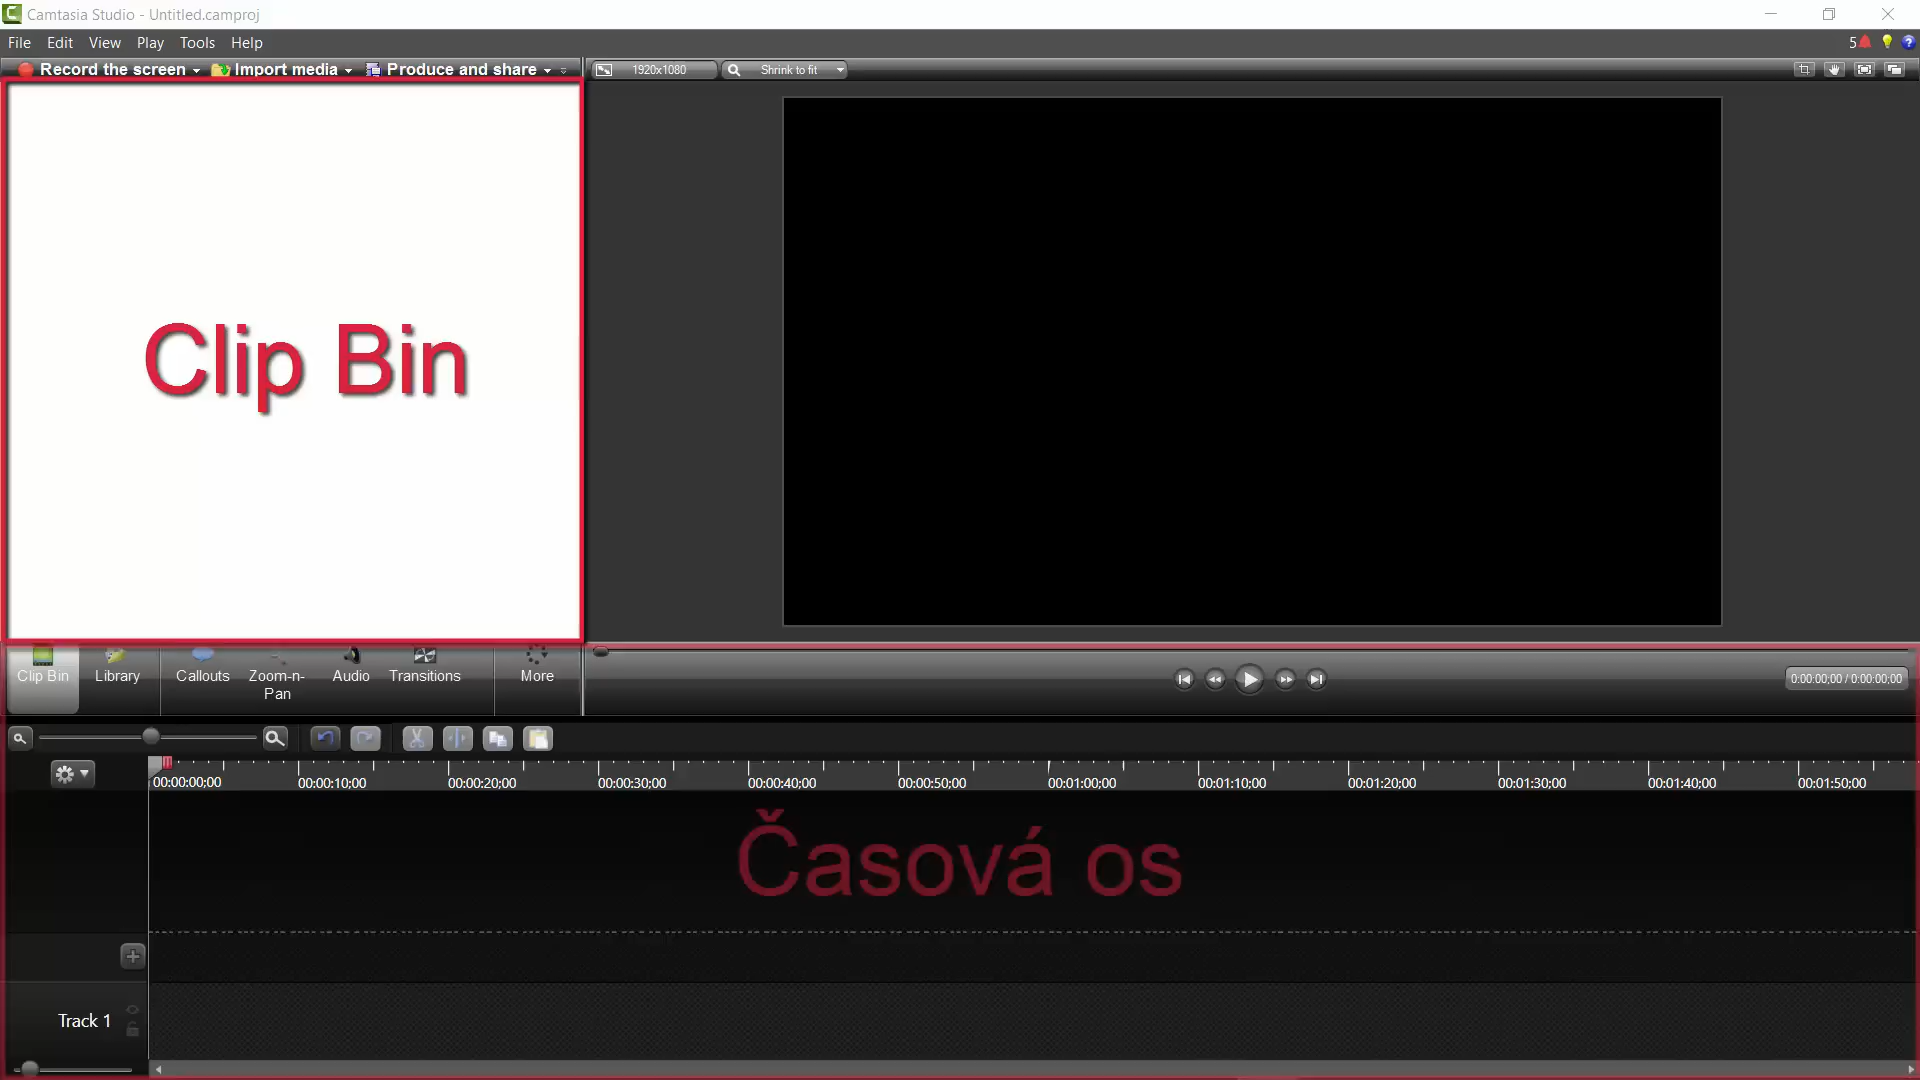 Camtasia Studio - Untitled.camproj
File Edit View Play Tools Help
5
Record the screen Import media Produce and share
1920x1080 Shrink to fit
Clip Bin
Clip Bin Library Callouts Zoom-n-Pan Audio Transitions More
0:00:00;00 / 0:00:00;00
00:00:00;00 00:00:10;00 00:00:20;00 00:00:30;00 00:00:40;00 00:00:50;00 00:01:00;00 00:01:10;00 00:01:20;00 00:01:30;00 00:01:40;00 00:01:50;00
Časová os
Track 1